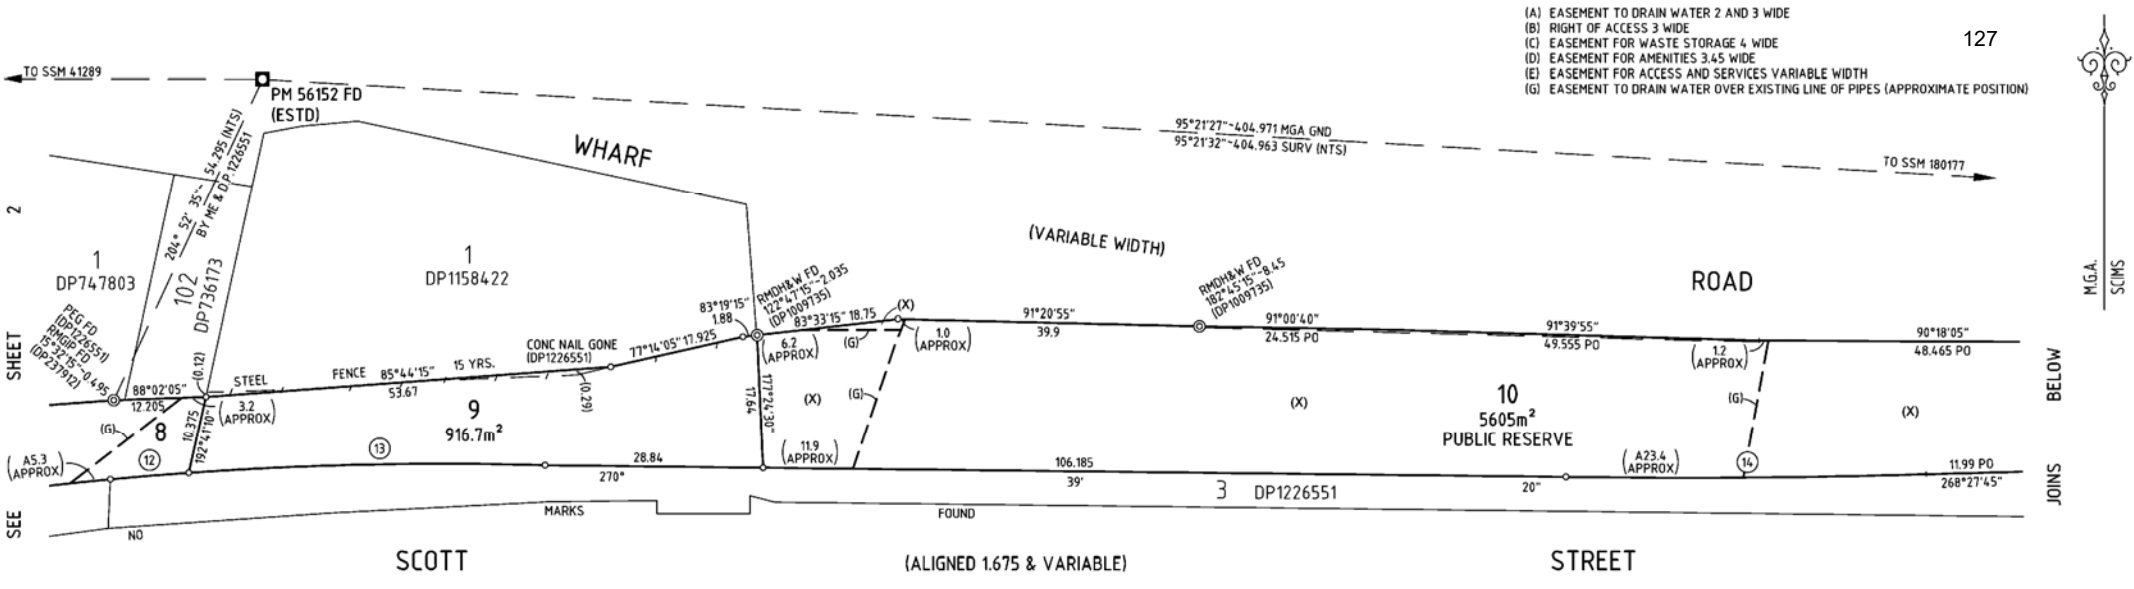 (A) EASEMENT TO DRAIN WATER 2 AND 3 WIDE
(B) RIGHT OF ACCESS 3 WIDE
(C) EASEMENT FOR WASTE STORAGE 4 WIDE
(D) EASEMENT FOR AMENITIES 3.45 WIDE
(E) EASEMENT FOR ACCESS AND SERVICES VARIABLE WIDTH
(G) EASEMENT TO DRAIN WATER OVER EXISTING LINE OF PIPES (APPROXIMATE POSITION)
127
TO SSM 41289
PM 56152 FD
(ESTD)
204° 52' 35"~ 54.295 (NTS)
BY ME & D.P.1226551
WHARF
95°21'27"~404.971 MGA GND
95°21'32"~404.963 SURV (NTS)
TO SSM 180177
M.G.A.
SCIMS
SHEET 2
SEE
1
DP747803
102
DP736173
1
DP1158422
(VARIABLE WIDTH)
ROAD
PEG FD
(DP1226551)
RMGIP FD
15°32'15"~0.495
(DP237912)
88°02'05"
12.205
(0.12)
STEEL
FENCE
85°44'15"
15 YRS.
53.67
CONC NAIL GONE
(DP1226551)
77°14'05"
17.925
(0.29)
83°19'15"
1.88
RMDH&W FD
122°47'15"~2.035
(DP1009735)
83°33'15" 18.75
(X)
(G)
6.2
(APPROX)
1.0
(APPROX)
91°20'55"
39.9
RMDH&W FD
182°45'15"~8.45
(DP1009735)
91°00'40"
24.515 PO
91°39'55"
49.555 PO
1.2
(APPROX)
90°18'05"
48.465 PO
BELOW
JOINS
(G)
8
12
A5.3
(APPROX)
10.375
192°41'10"
3.2
(APPROX)
9
916.7m²
13
28.84
270°
17.64
177°24'30"
(X)
(G)
11.9
(APPROX)
(X)
10
5605m²
PUBLIC RESERVE
(G)
(X)
106.185
39'
A23.4
(APPROX)
14
20"
11.99 PO
268°27'45"
3 DP1226551
NO
MARKS
FOUND
SCOTT
(ALIGNED 1.675 & VARIABLE)
STREET